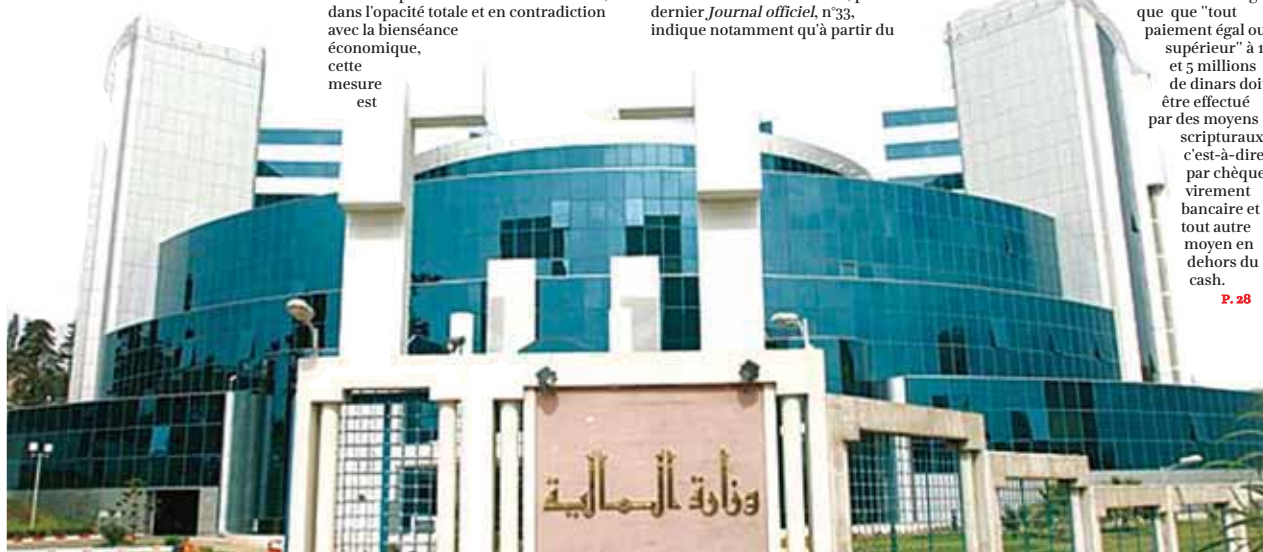 dans l'opacité totale et en contradiction
avec la bienséance
économique,
cette
mesure
est
dernier Journal officiel, n°33,
indique notamment qu'à partir du
que que "tout
paiement égal ou
supérieur" à 1
et 5 millions
de dinars doi
être effectué
par des moyens
scripturaux
c'est-à-dire
par chèque
virement
bancaire et
tout autre
moyen en
dehors du
cash.
P. 28
وزارة المالية